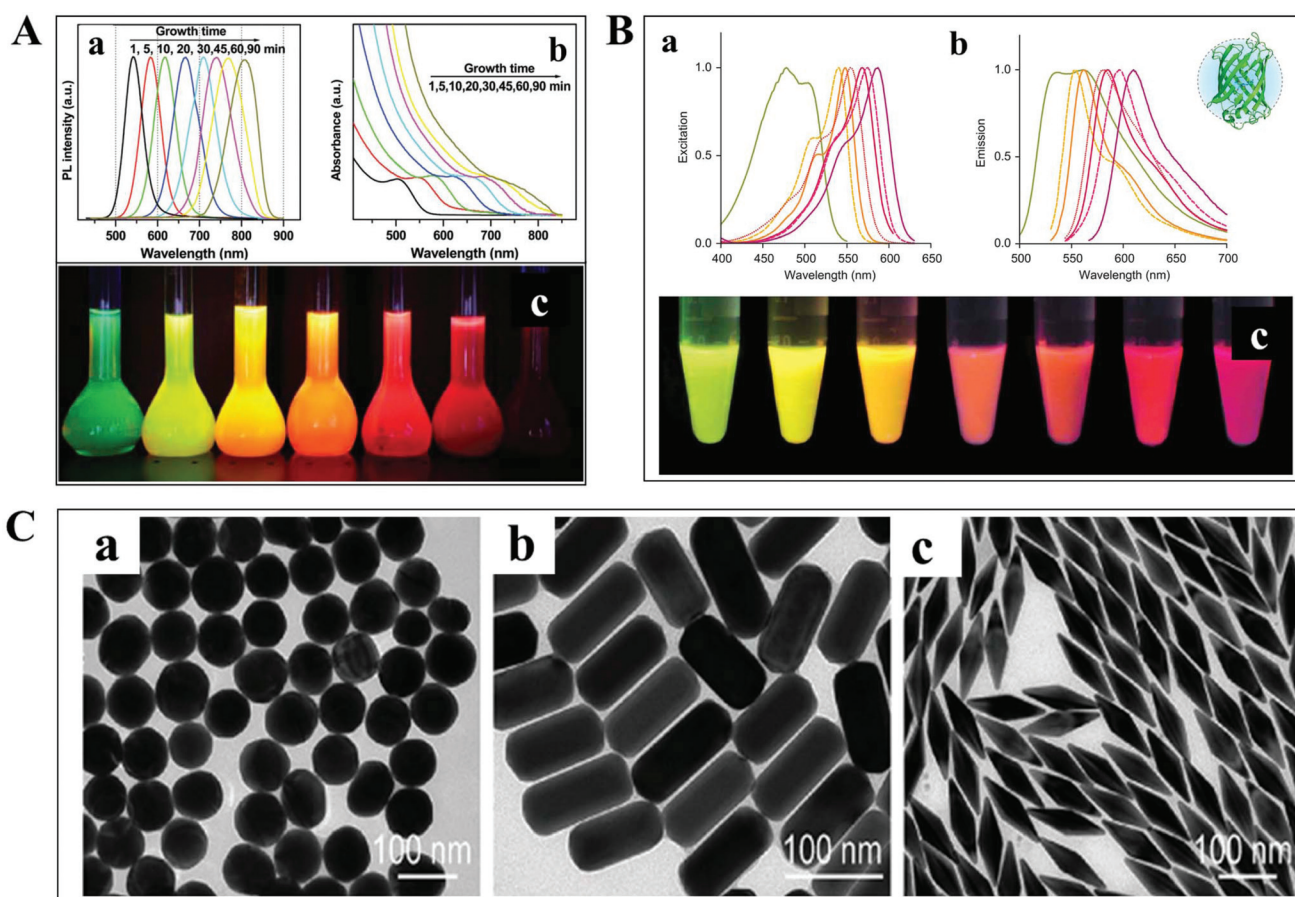 A
a
Growth time
1, 5, 10, 20, 30,45,60,90 min
PL intensity (a.u.)
500 600 700 800 900
Wavelength (nm)
b
Growth time
1,5,10,20,30,45,60,90 min
Absorbance (a.u.)
500 600 700 800
Wavelength (nm)
c
B
a
1.0
0.5
0.0
Excitation
400 450 500 550 600 650
Wavelength (nm)
b
1.0
0.5
0.0
Emission
500 550 600 650 700
Wavelength (nm)
c
C
a
100 nm
b
100 nm
c
100 nm